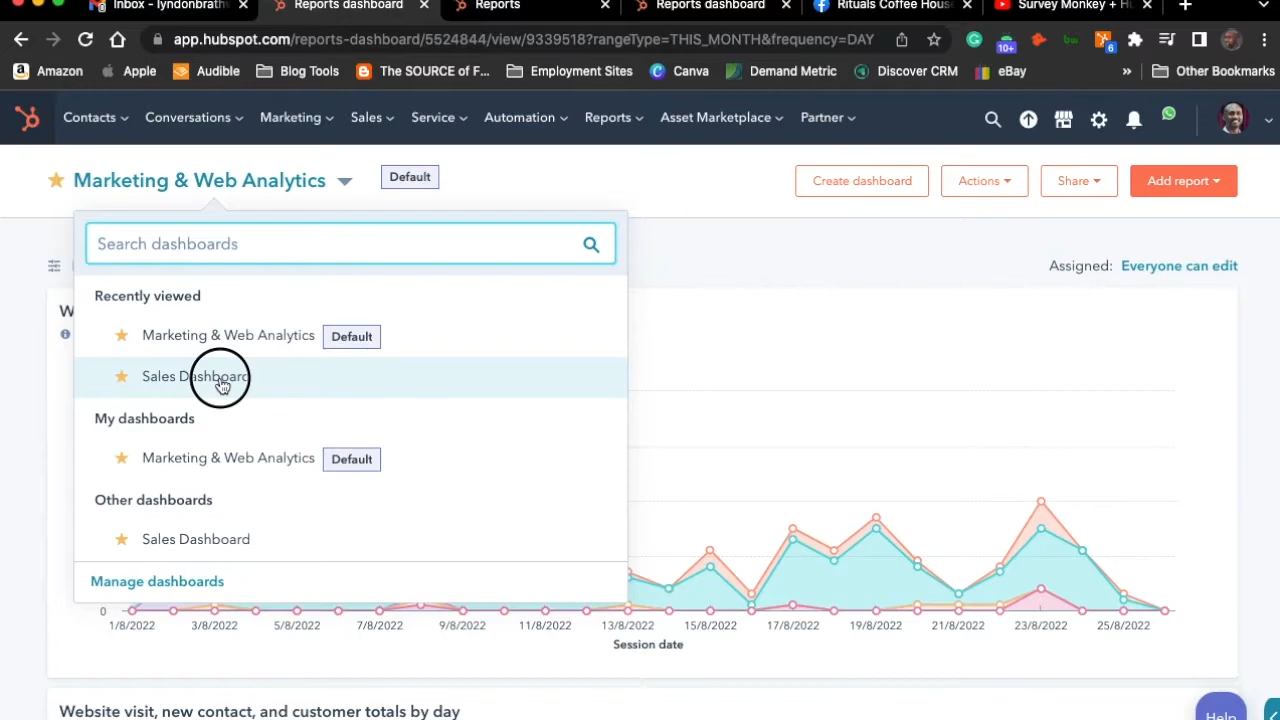 Inbox - lyndonbrath
Reports dashboard
Reports
Reports dashboard
Rituals Coffee Hous
Survey Monkey + Hu
app.hubspot.com/reports-dashboard/5524844/view/9339518?rangeType=THIS_MONTH&frequency=DAY
10+
6
Amazon
Apple
Audible
Blog Tools
The SOURCE of F...
Employment Sites
Canva
Demand Metric
Discover CRM
eBay
»
Other Bookmarks
Contacts
Conversations
Marketing
Sales
Service
Automation
Reports
Asset Marketplace
Partner
Marketing & Web Analytics
Default
Create dashboard
Actions
Share
Add report
Search dashboards
Assigned: Everyone can edit
Recently viewed
Marketing & Web Analytics
Default
Sales Dashboard
My dashboards
Marketing & Web Analytics
Default
Other dashboards
Sales Dashboard
Manage dashboards
0
1/8/2022
3/8/2022
5/8/2022
7/8/2022
9/8/2022
11/8/2022
13/8/2022
15/8/2022
17/8/2022
19/8/2022
21/8/2022
23/8/2022
25/8/2022
Session date
Website visit, new contact, and customer totals by day
Help